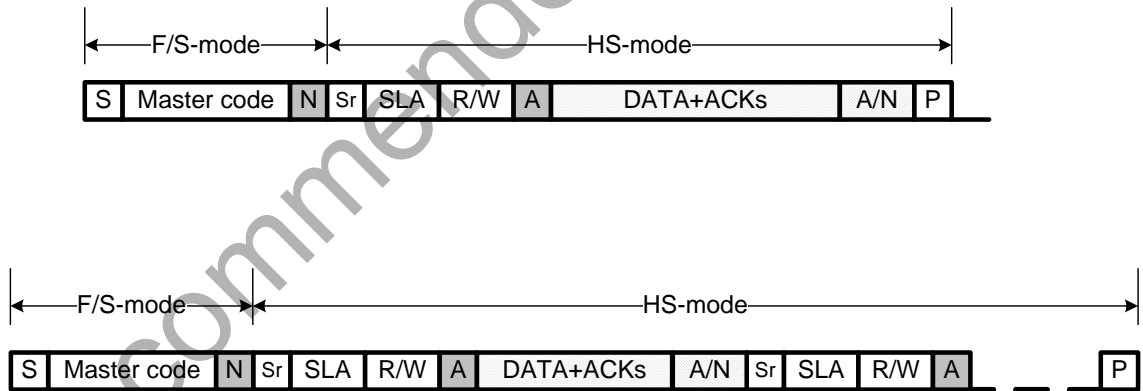 F/S-mode HS-mode
S Master code N Sr SLA R/W A DATA+ACKs A/N P
F/S-mode HS-mode
S Master code N Sr SLA R/W A DATA+ACKs A/N Sr SLA R/W A P